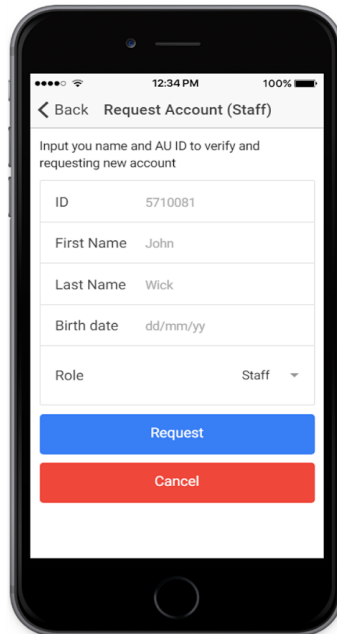 12:34 PM 100%
Back Request Account (Staff)
Input you name and AU ID to verify and
requesting new account
ID 5710081
First Name John
Last Name Wick
Birth date dd/mm/yy
Role Staff
Request
Cancel